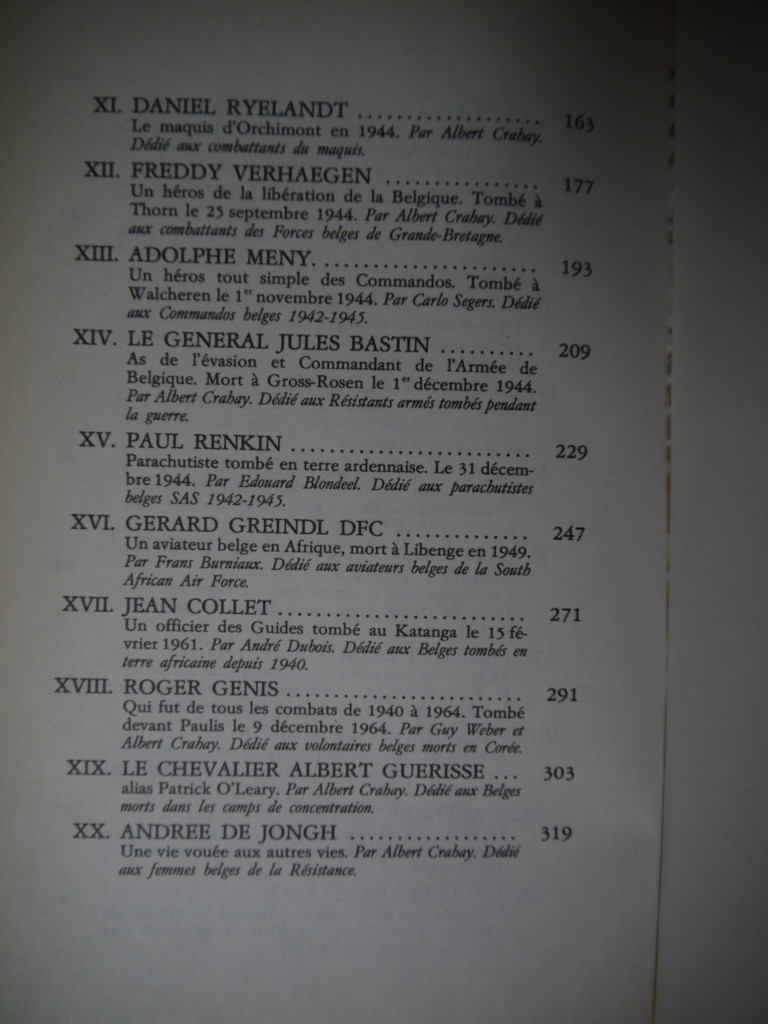 XI. DANIEL RYELANDT .................... 163
Le maquis d'Orchimont en 1944. Par Albert Crahay.
Dédié aux combattants du maquis.
XII. FREDDY VERHAEGEN ............... 177
Un héros de la libération de la Belgique. Tombé à
Thorn le 25 septembre 1944. Par Albert Crahay. Dédié
aux combattants des Forces belges de Grande-Bretagne.
XIII. ADOLPHE MENY. ..................... 193
Un héros tout simple des Commandos. Tombé à
Walcheren le 1er novembre 1944. Par Carlo Segers. Dédié
aux Commandos belges 1942-1945.
XIV. LE GENERAL JULES BASTIN .......... 209
As de l'évasion et Commandant de l'Armée de
Belgique. Mort à Gross-Rosen le 1er décembre 1944.
Par Albert Crahay. Dédié aux Résistants armés tombés pendant
la guerre.
XV. PAUL RENKIN .......................... 229
Parachutiste tombé en terre ardennaise. Le 31 décem-
bre 1944. Par Edouard Blondeel. Dédié aux parachutistes
belges SAS 1942-1945.
XVI. GERARD GREINDL DFC .............. 247
Un aviateur belge en Afrique, mort à Libenge en 1949.
Par Frans Burniaux. Dédié aux aviateurs belges de la South
African Air Force.
XVII. JEAN COLLET .......................... 271
Un officier des Guides tombé au Katanga le 15 fé-
vrier 1961. Par André Dubois. Dédié aux Belges tombés en
terre africaine depuis 1940.
XVIII. ROGER GENIS ......................... 291
Qui fut de tous les combats de 1940 à 1964. Tombé
devant Paulis le 9 décembre 1964. Par Guy Weber et
Albert Crahay. Dédié aux volontaires belges morts en Corée.
XIX. LE CHEVALIER ALBERT GUERISSE ... 303
alias Patrick O'Leary. Par Albert Crahay. Dédié aux Belges
morts dans les camps de concentration.
XX. ANDREE DE JONGH .................. 319
Une vie vouée aux autres vies. Par Albert Crahay. Dédié
aux femmes belges de la Résistance.